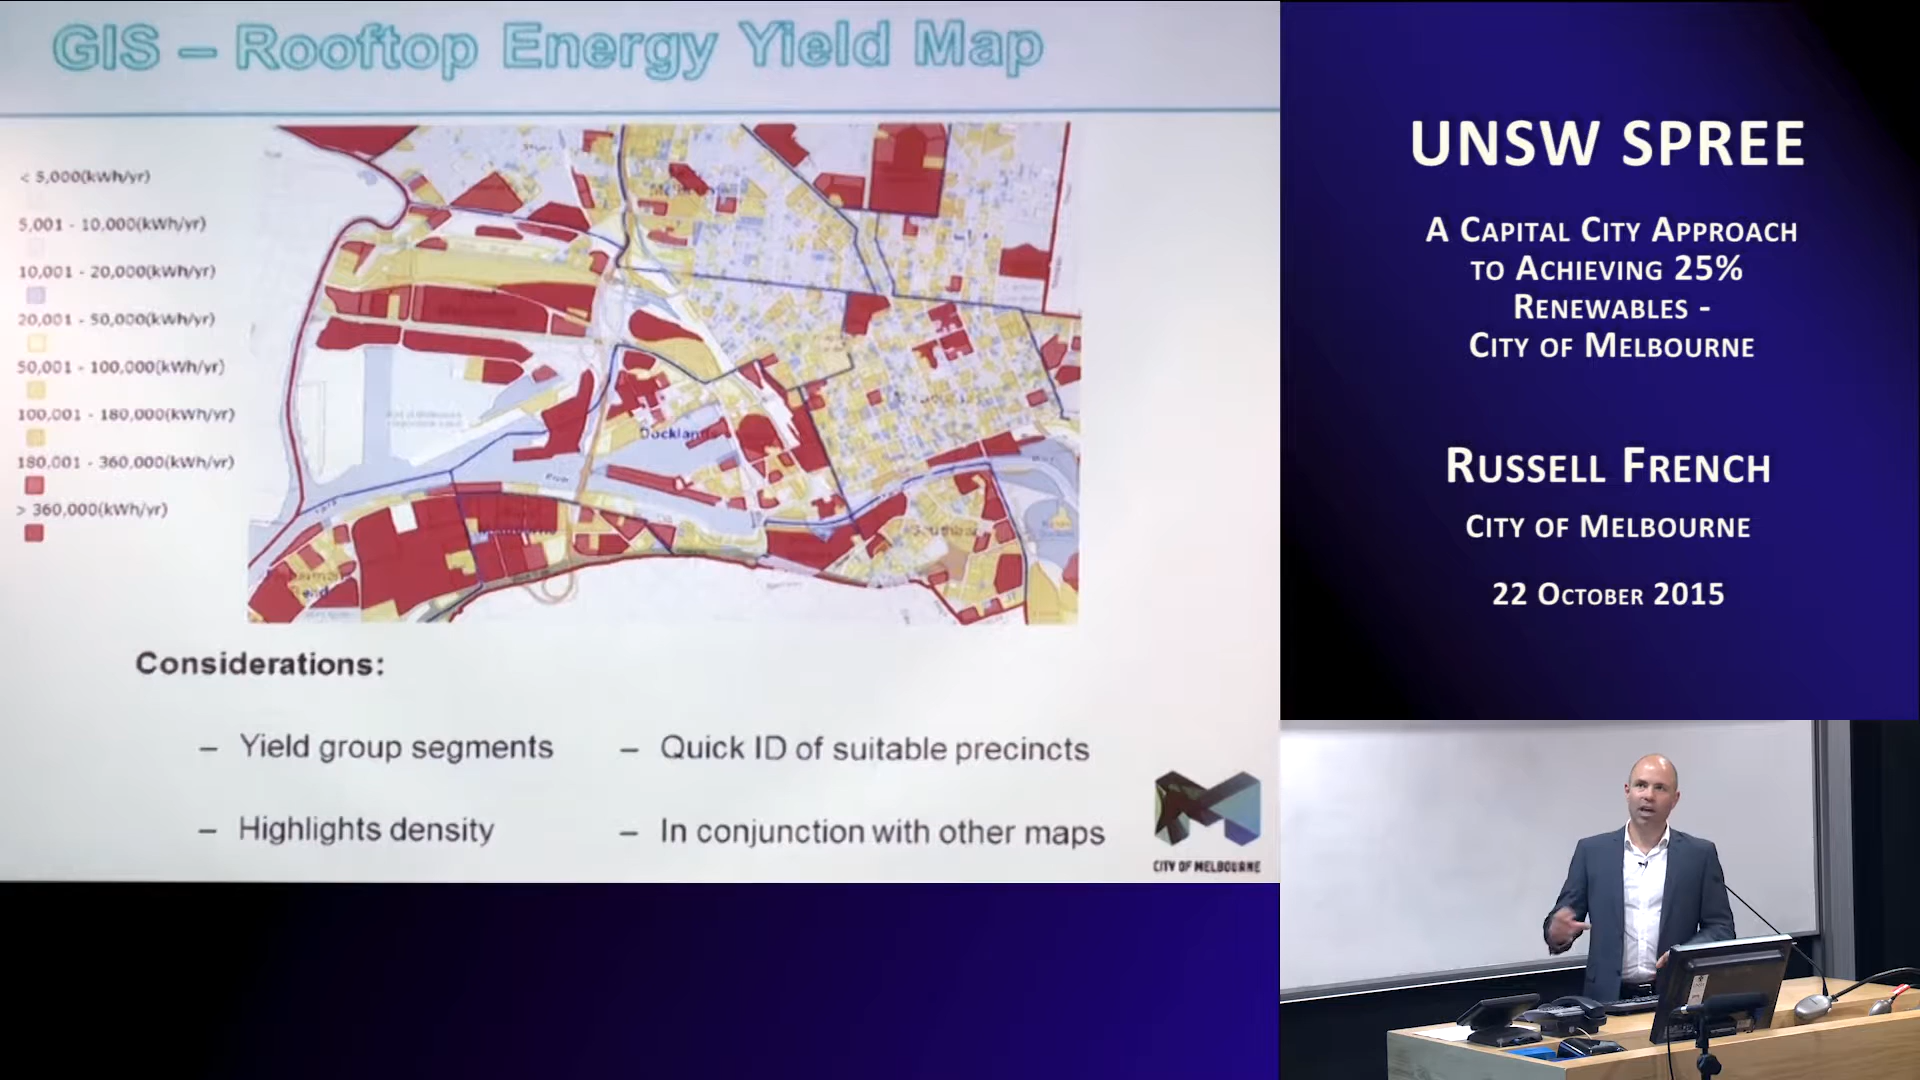 GIS – Rooftop Energy Yield Map
< 5,000(kWh/yr)
5,001 - 10,000(kWh/yr)
10,001 - 20,000(kWh/yr)
20,001 - 50,000(kWh/yr)
50,001 - 100,000(kWh/yr)
100,001 - 180,000(kWh/yr)
180,001 - 360,000(kWh/yr)
> 360,000(kWh/yr)
Considerations:
– Yield group segments
– Highlights density
– Quick ID of suitable precincts
– In conjunction with other maps
CITY OF MELBOURNE
UNSW SPREE
A CAPITAL CITY APPROACH
TO ACHIEVING 25%
RENEWABLES -
CITY OF MELBOURNE
RUSSELL FRENCH
CITY OF MELBOURNE
22 OCTOBER 2015